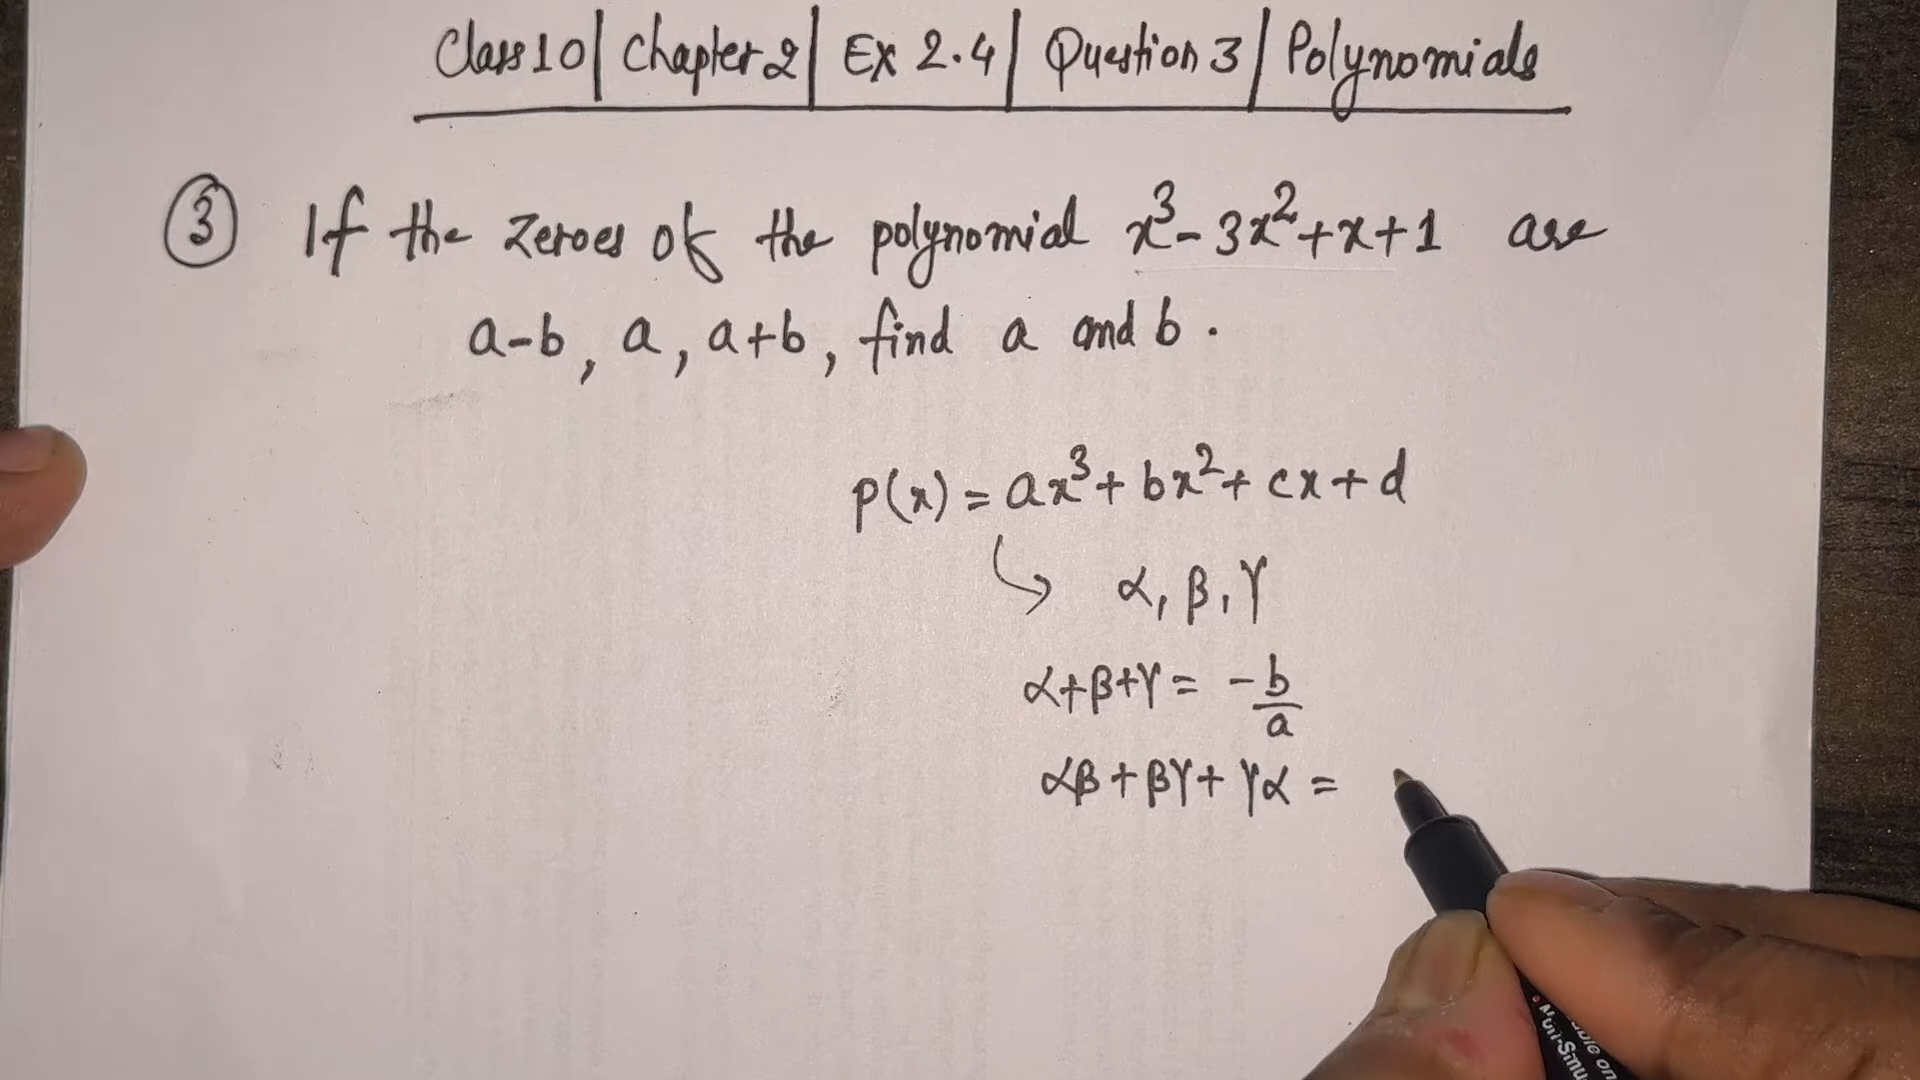 Class 10 | Chapter 2 | Ex 2.4 | Question 3 | Polynomials
③ If the zeroes of the polynomial x³ - 3x² + x + 1 are
a-b, a, a+b, find a and b.
p(x) = ax³ + bx² + cx + d
↳ α, β, γ
α+β+γ = -b/a
αβ + βγ + γα =